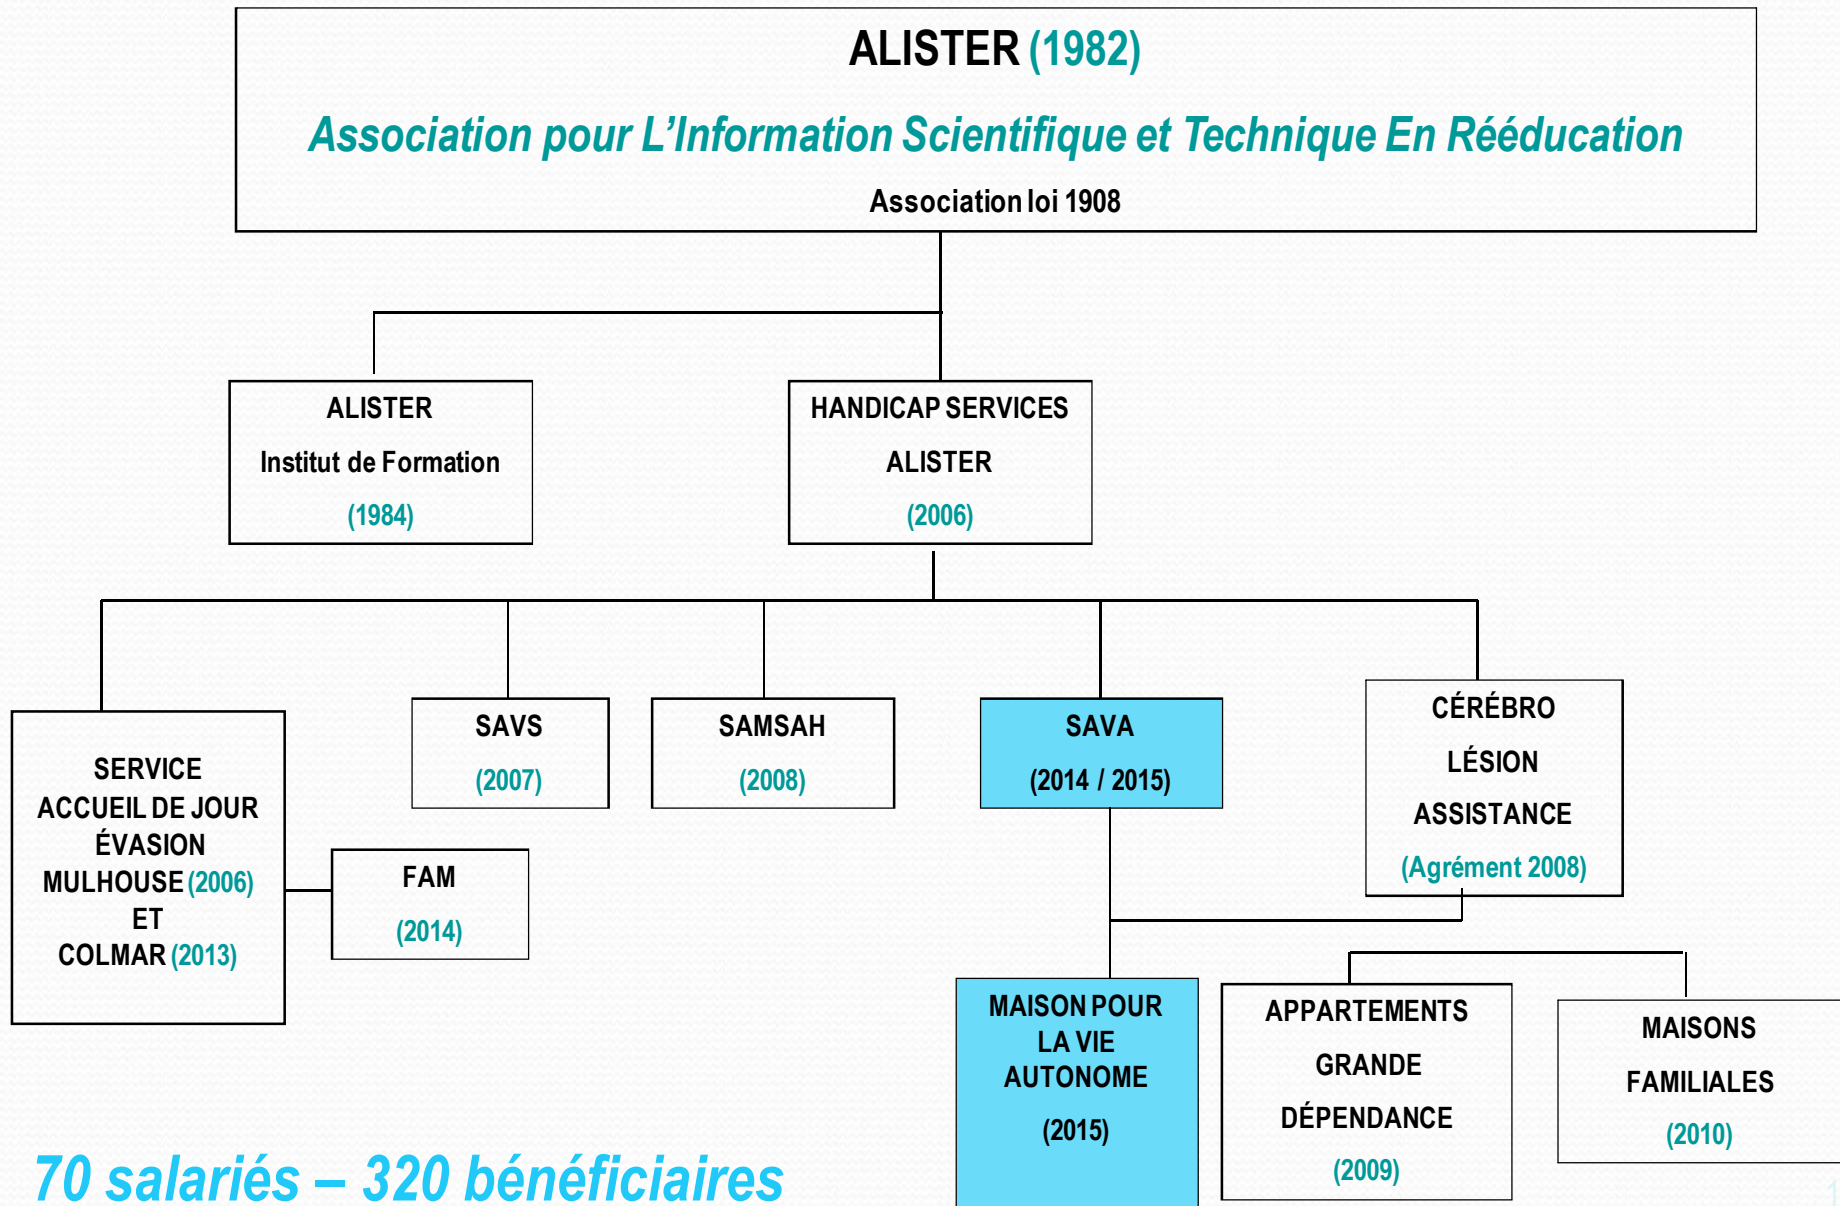 ALISTER (1982)
Association pour L’Information Scientifique et Technique En Rééducation
Association loi 1908
ALISTER
Institut de Formation
(1984)
HANDICAP SERVICES
ALISTER
(2006)
SERVICE
ACCUEIL DE JOUR
ÉVASION
MULHOUSE (2006)
ET
COLMAR (2013)
FAM
(2014)
SAVS
(2007)
SAMSAH
(2008)
SAVA
(2014 / 2015)
CÉRÉBRO
LÉSION
ASSISTANCE
(Agrément 2008)
MAISON POUR
LA VIE
AUTONOME
(2015)
APPARTEMENTS
GRANDE
DÉPENDANCE
(2009)
MAISONS
FAMILIALES
(2010)
70 salariés – 320 bénéficiaires
1